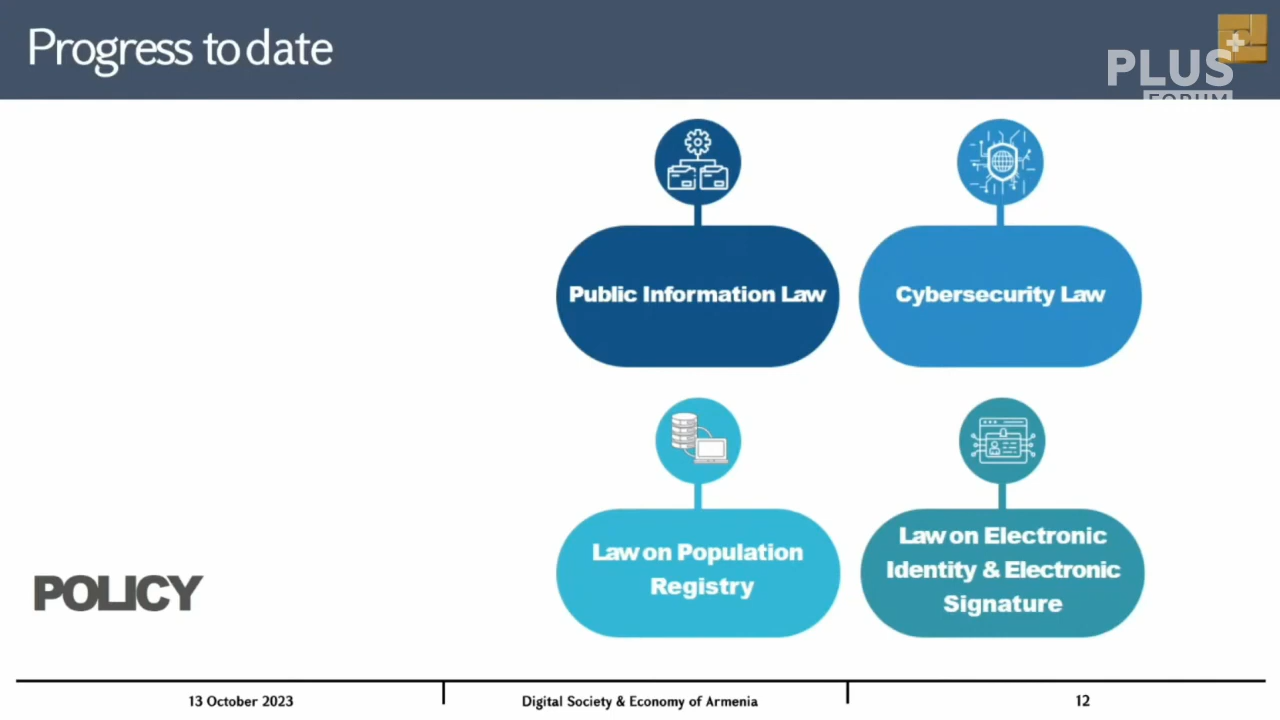 Progress to date
PLUS
FORUM
Public Information Law
Cybersecurity Law
Law on Population
Registry
Law on Electronic
Identity & Electronic
Signature
POLICY
13 October 2023
Digital Society & Economy of Armenia
12